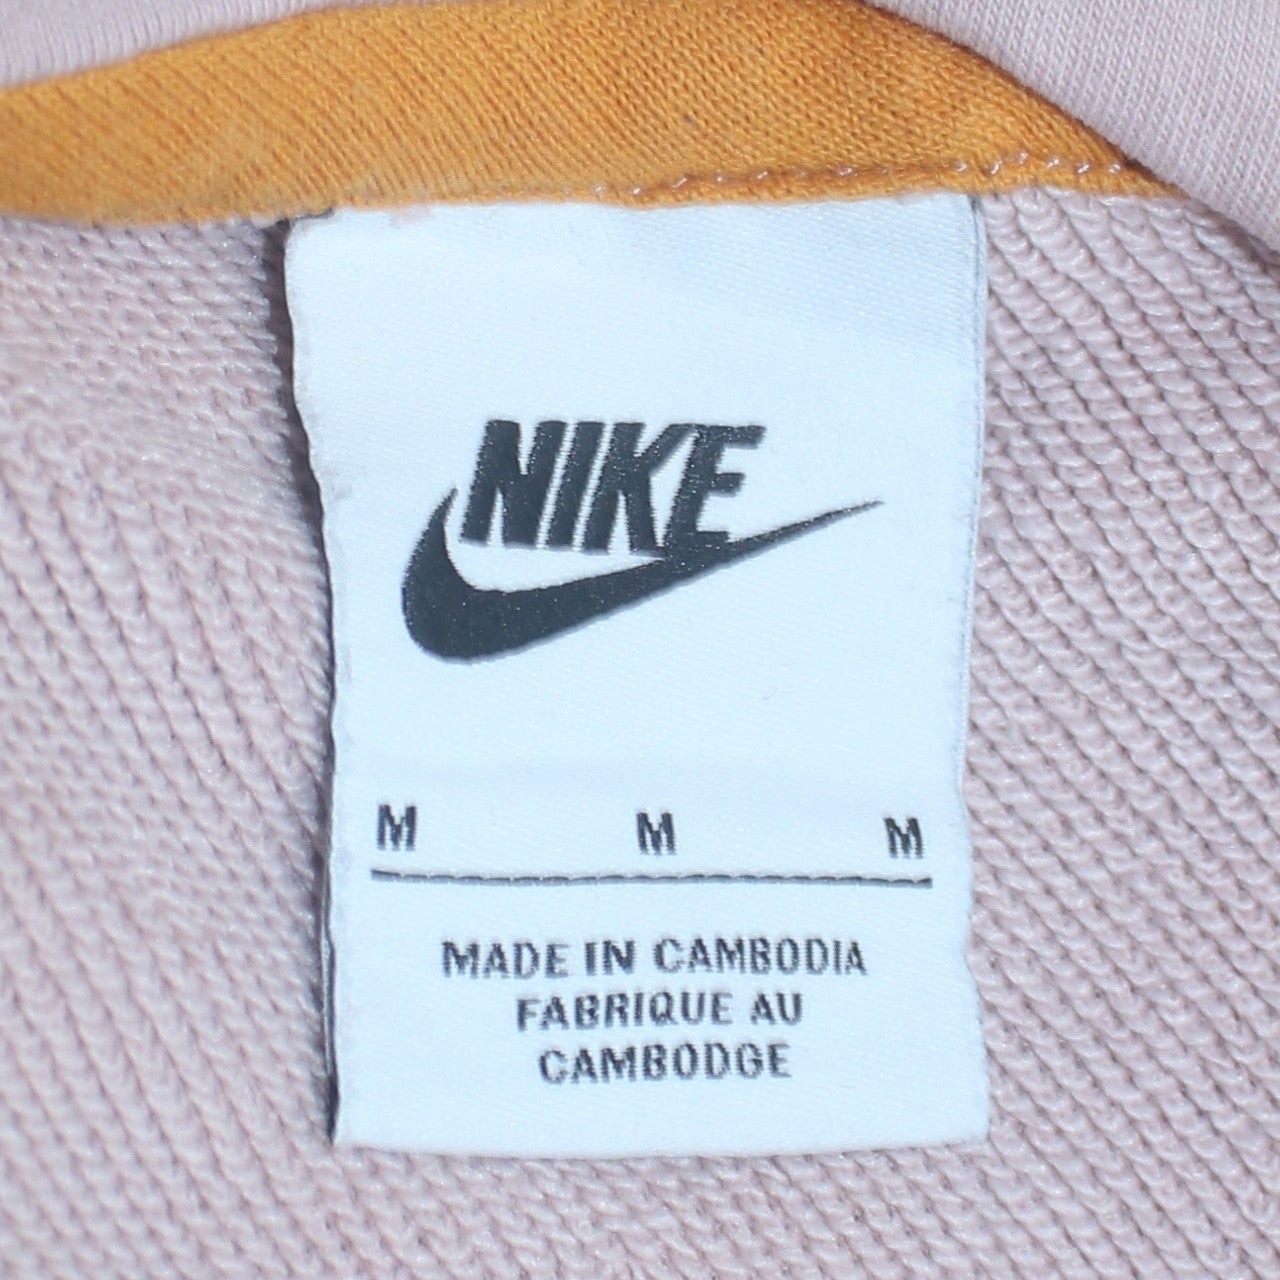 NIKE
M M M
MADE IN CAMBODIA
FABRIQUE AU
CAMBODGE